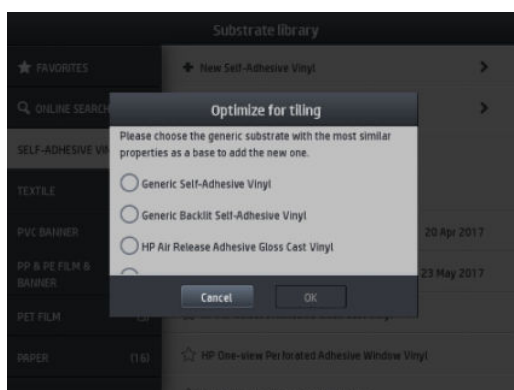 Substrate library
FAVORITES
New Self-Adhesive Vinyl
ONLINE SEARCH
Optimize for tiling
Please choose the generic substrate with the most similar
properties as a base to add the new one.
SELF-ADHESIVE VIN
Generic Self-Adhesive Vinyl
TEXTILE
Generic Backlit Self-Adhesive Vinyl
PVC BANNER
20 Apr 2017
HP Air Release Adhesive Gloss Cast Vinyl
PP & PE FILM &
BANNER
23 May 2017
Cancel
OK
PET FILM
PAPER
(16)
HP One-view Perforated Adhesive Window Vinyl